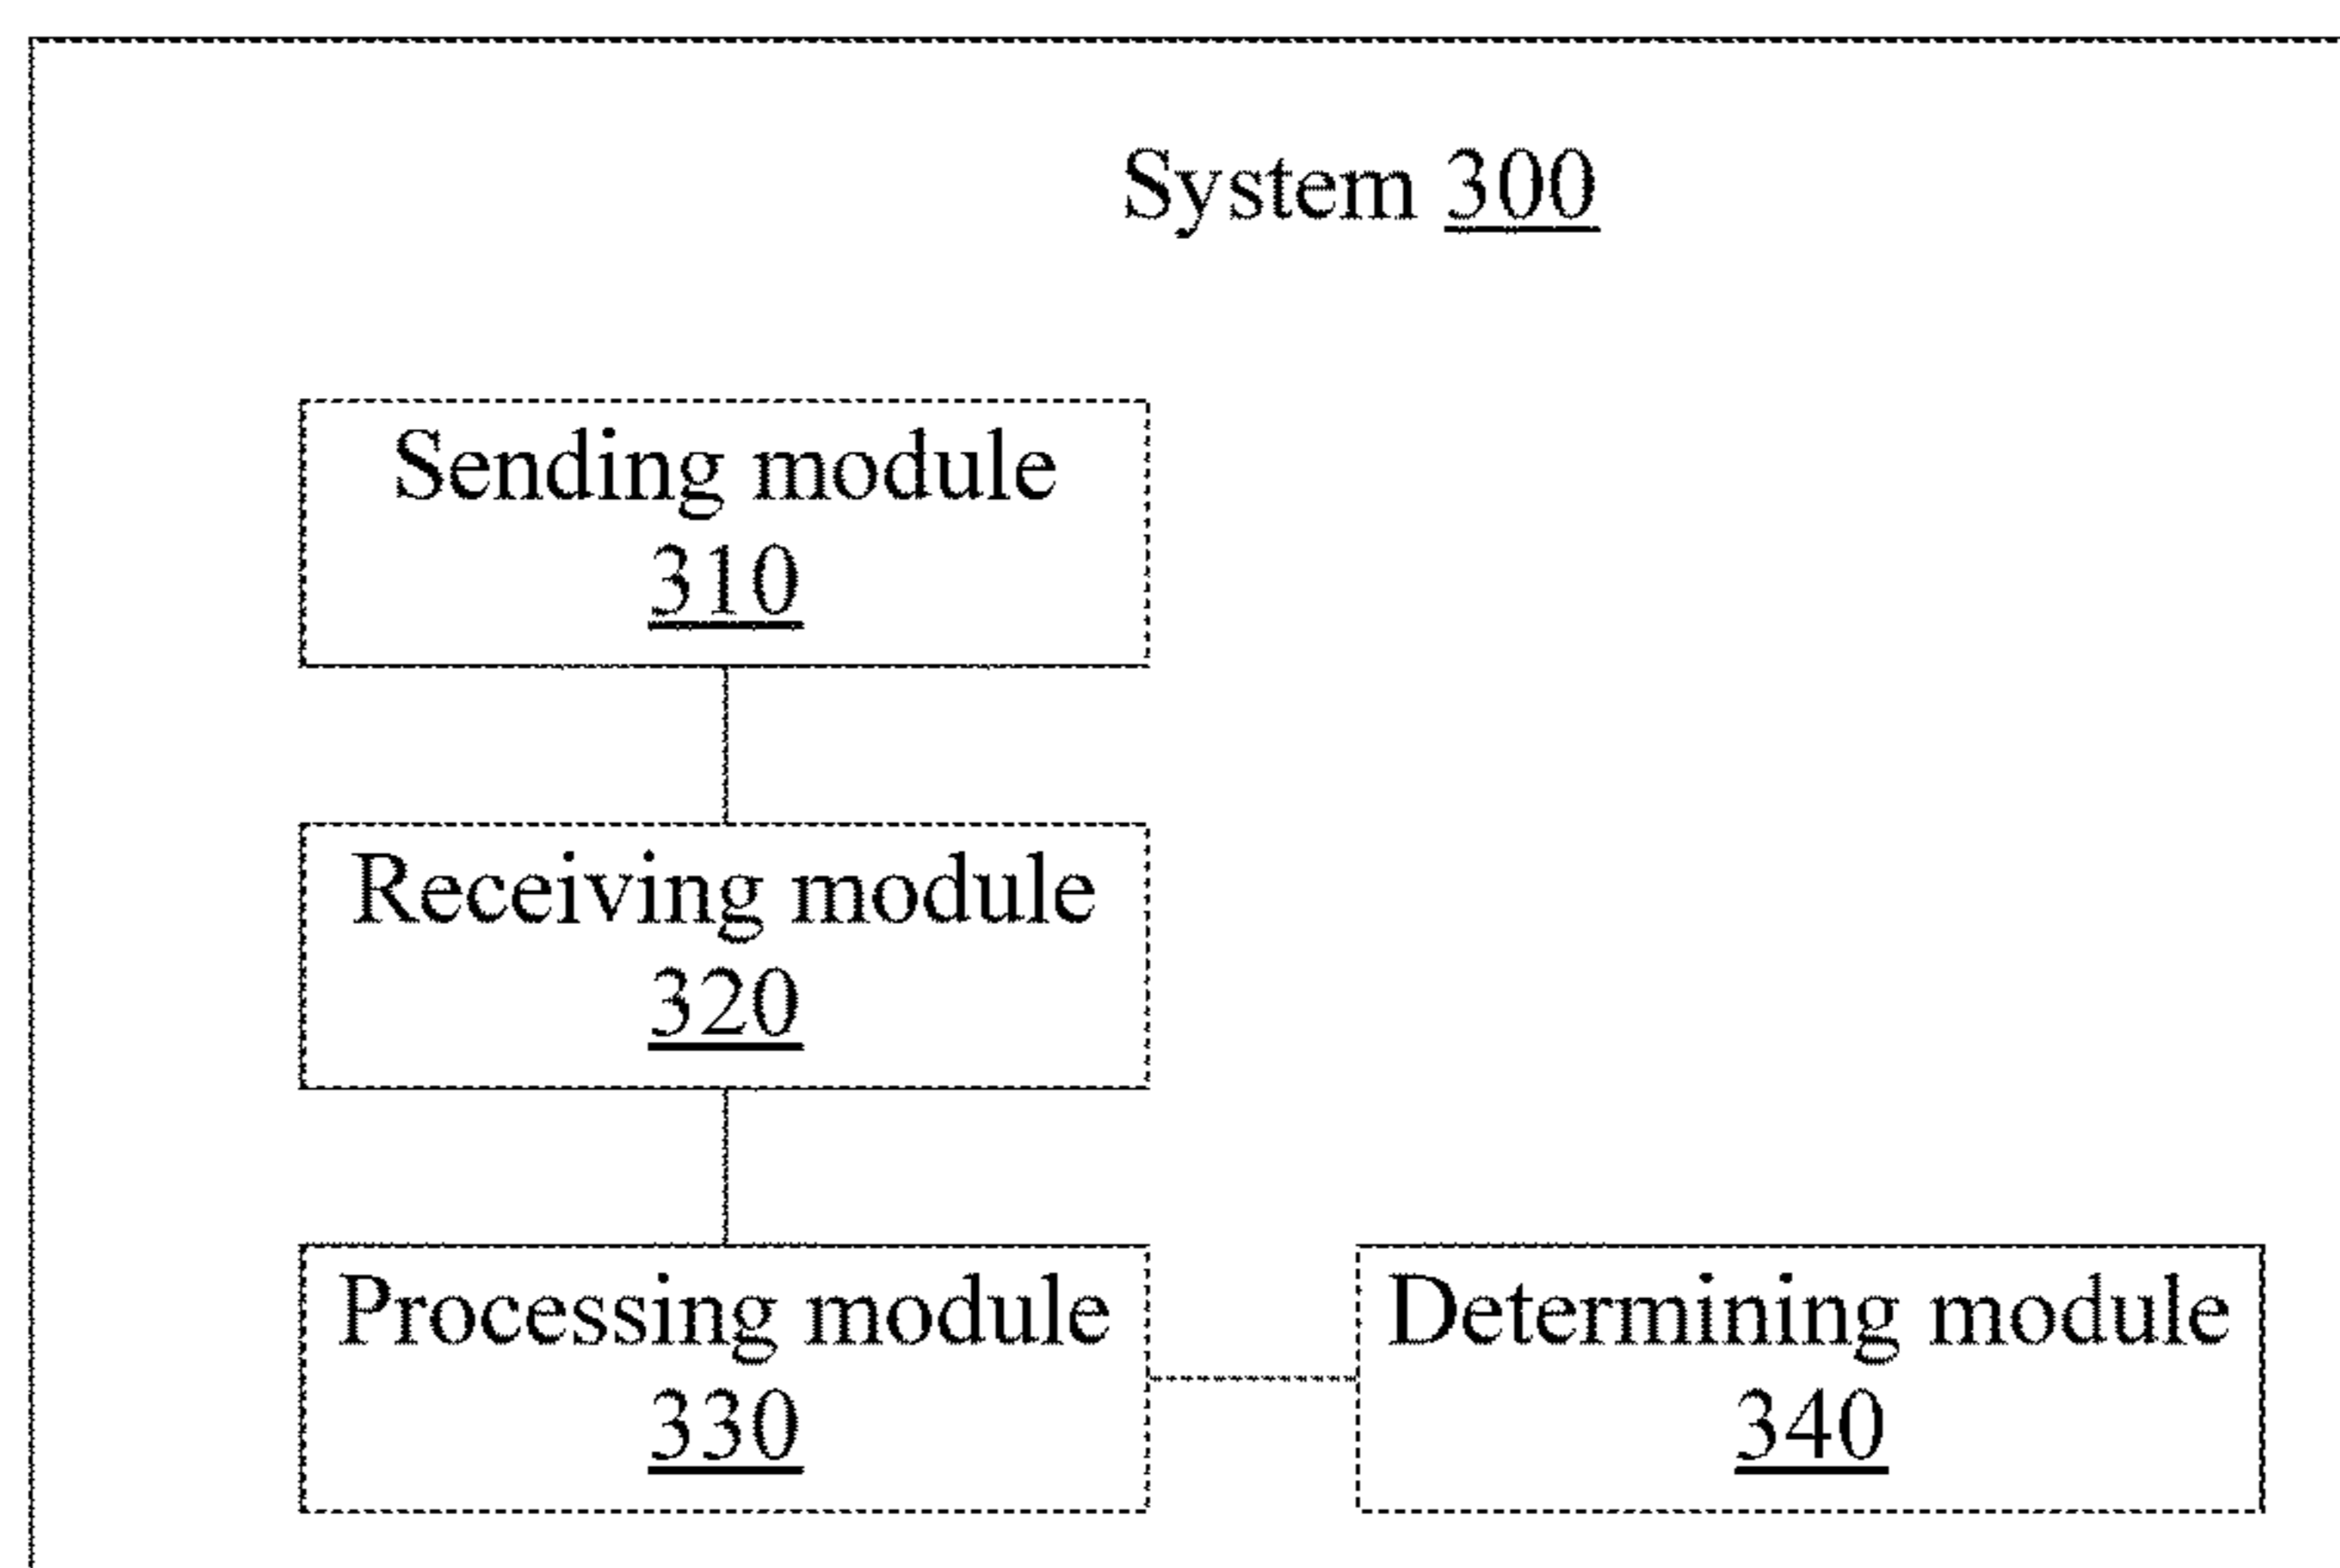 System 300
Sending module
310
Receiving module
320
Processing module
330
Determining module
340